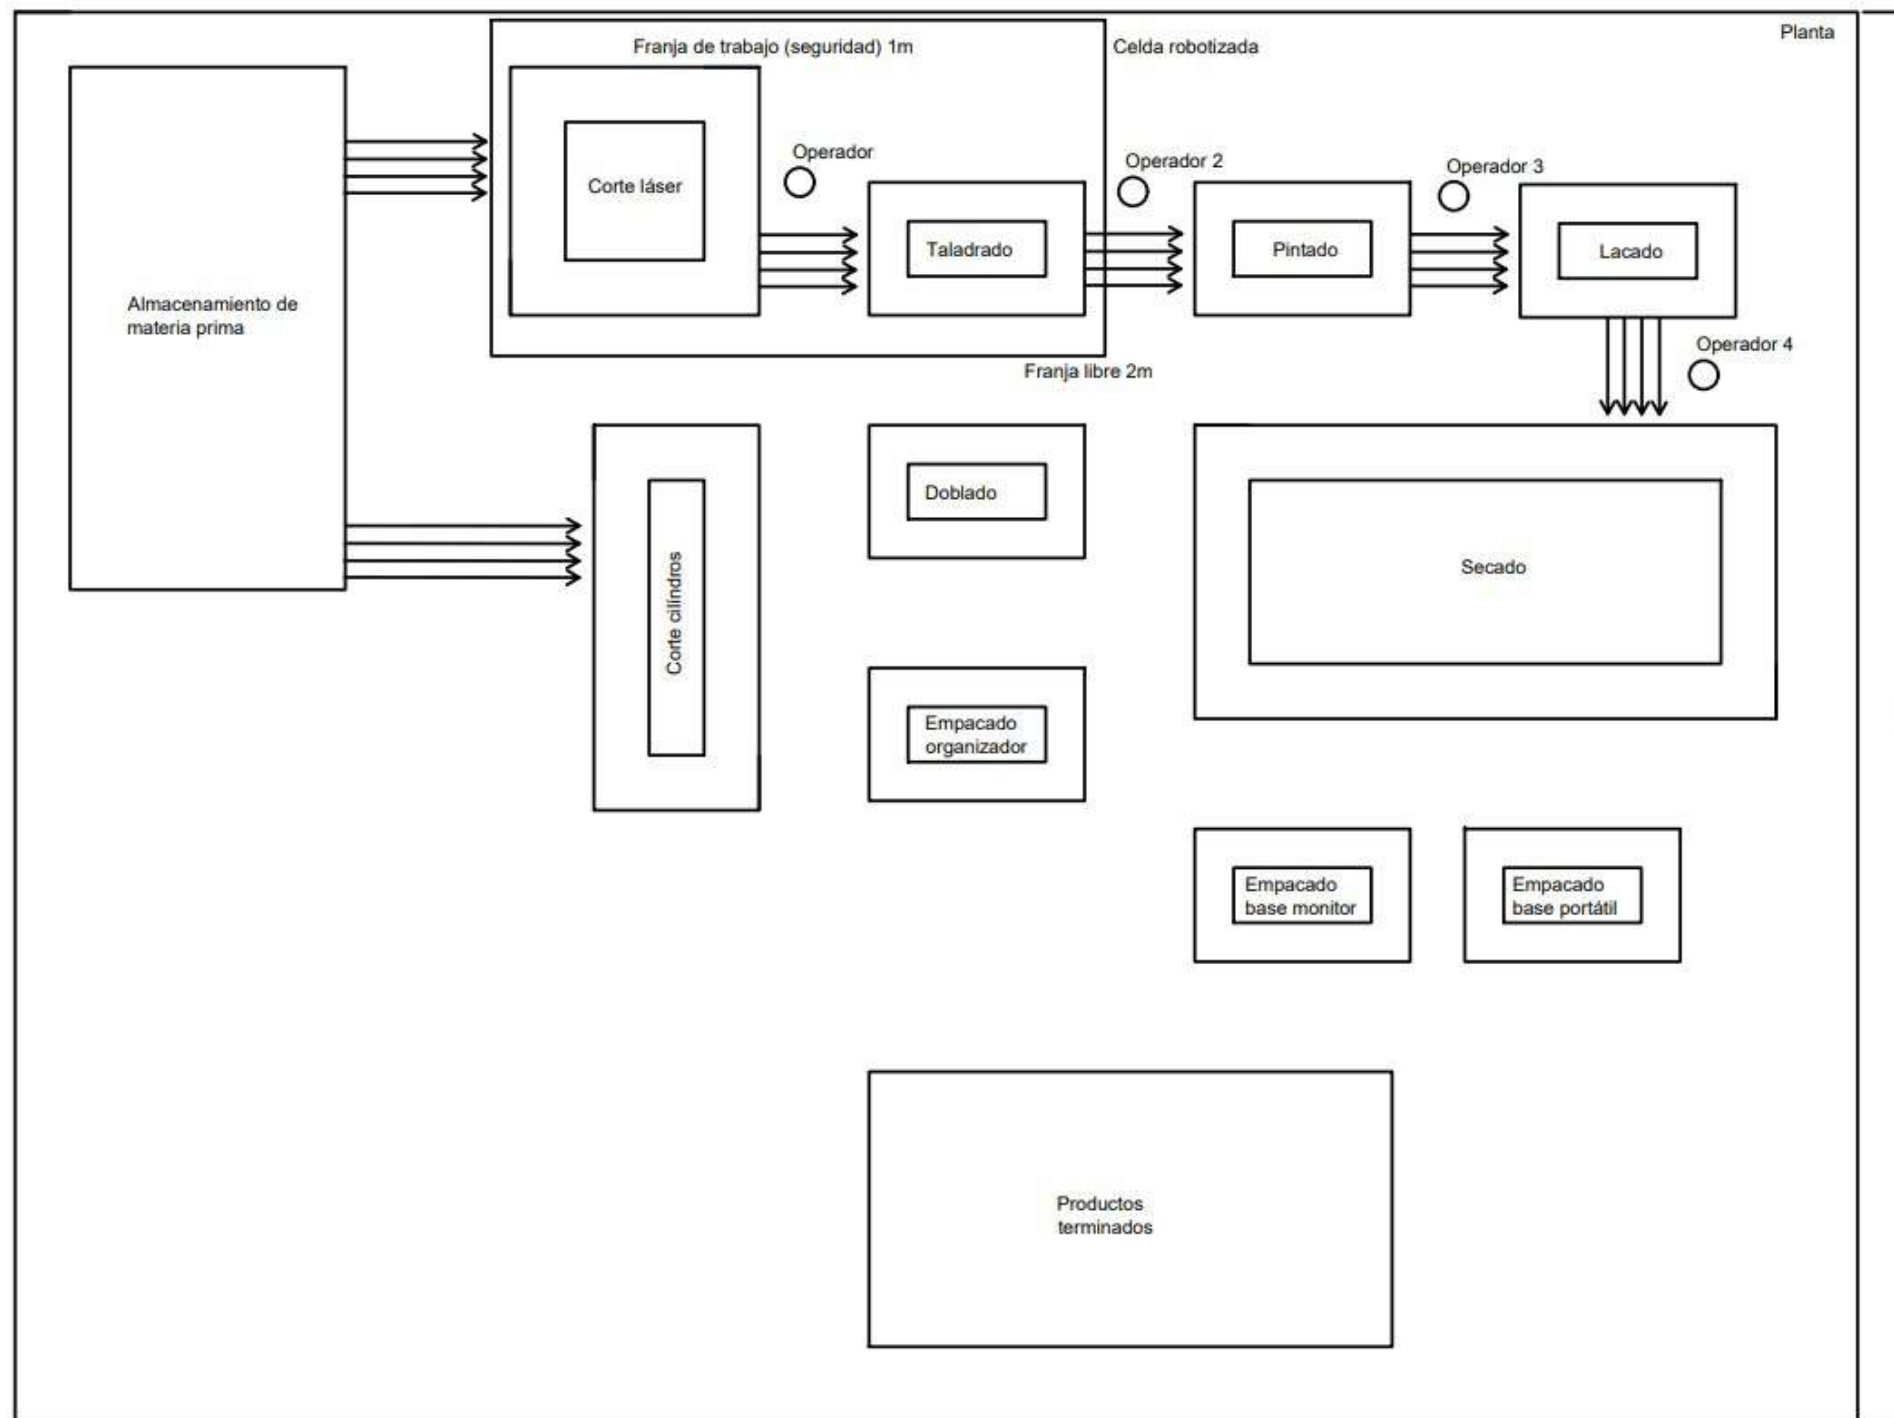 Planta
Franja de trabajo (seguridad) 1m
Celda robotizada
Corte láser
Operador
Operador 2
Operador 3
Taladrado
Pintado
Lacado
Almacenamiento de
materia prima
Operador 4
Franja libre 2m
Corte cilíndros
Doblado
Secado
Empacado
organizador
Empacado
base monitor
Empacado
base portátil
Productos
terminados